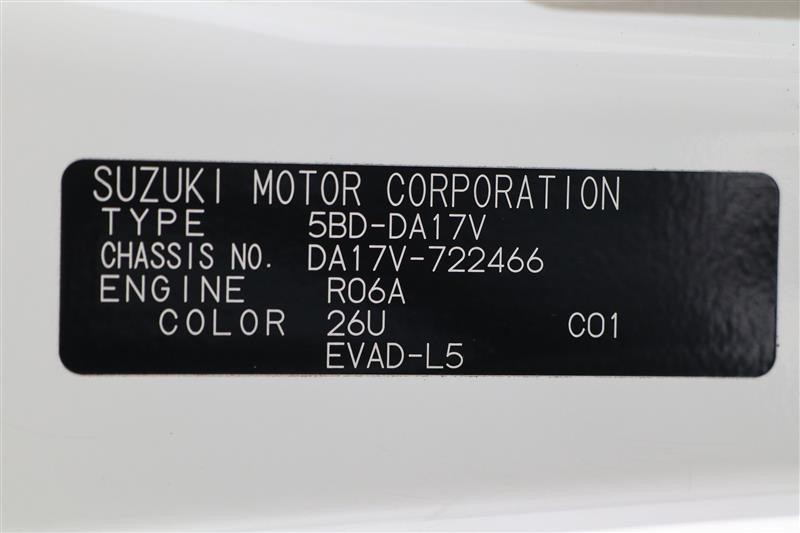 SUZUKI MOTOR CORPORATION
TYPE 5BD-DA17V
CHASSIS NO. DA17V-722466
ENGINE R06A
COLOR 26U C01
EVAD-L5